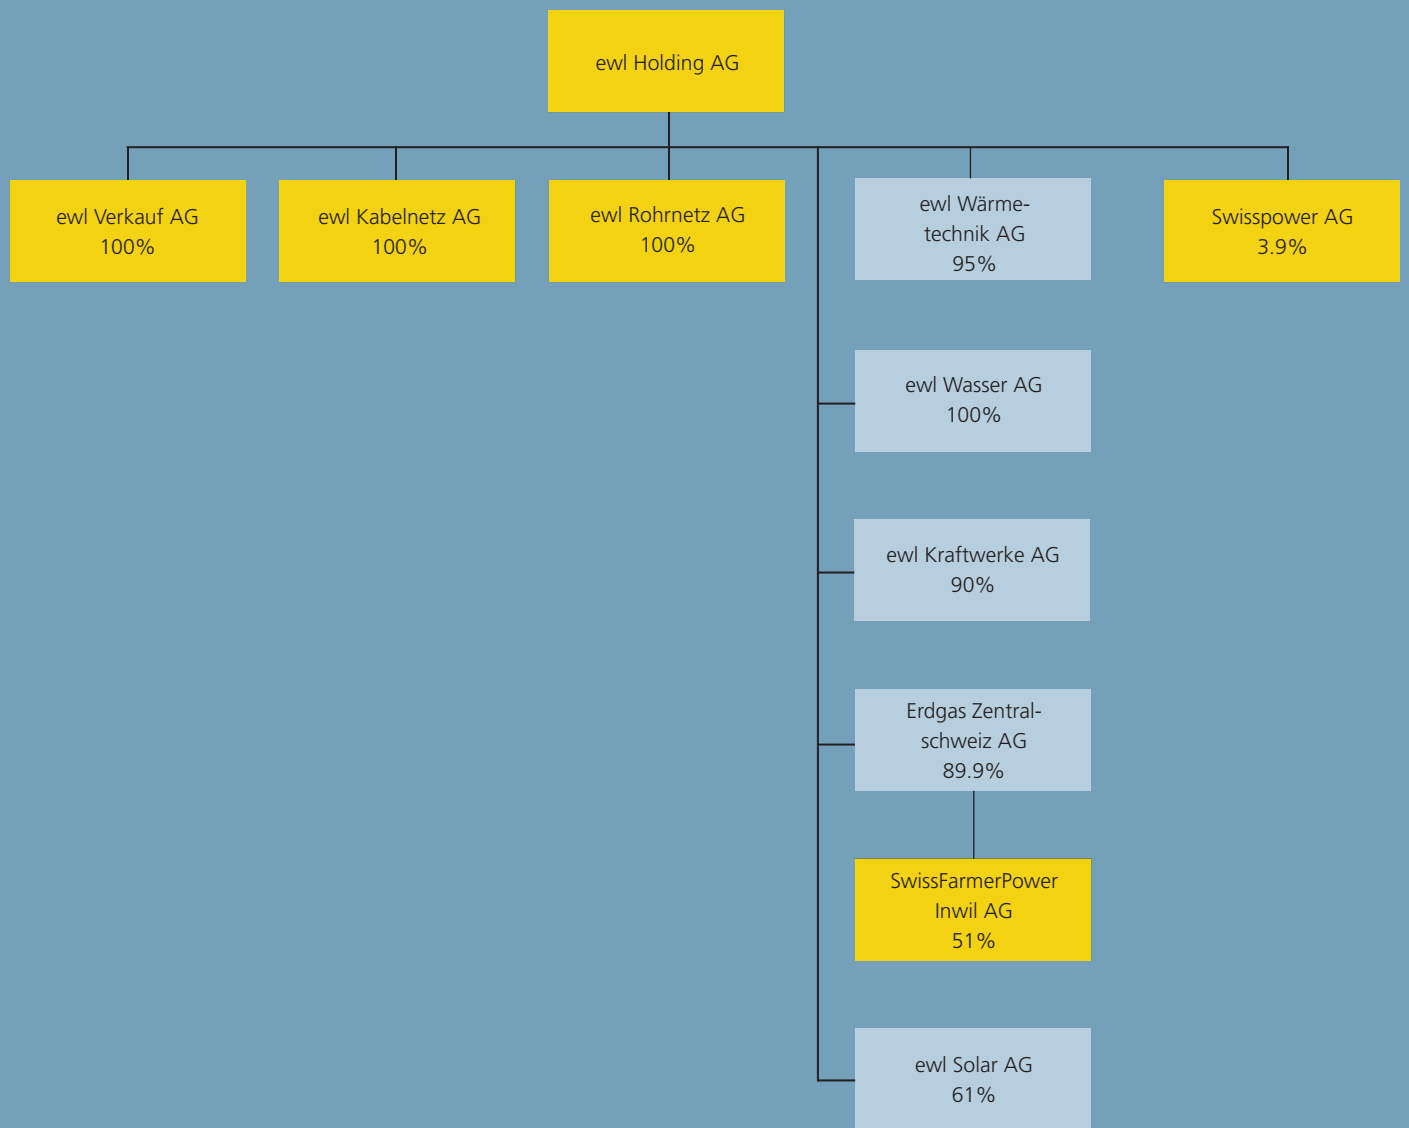 ewl Holding AG
ewl Verkauf AG
100%
ewl Kabelnetz AG
100%
ewl Rohrnetz AG
100%
ewl Wärme-
technik AG
95%
Swisspower AG
3.9%
ewl Wasser AG
100%
ewl Kraftwerke AG
90%
Erdgas Zentral-
schweiz AG
89.9%
SwissFarmerPower
Inwil AG
51%
ewl Solar AG
61%